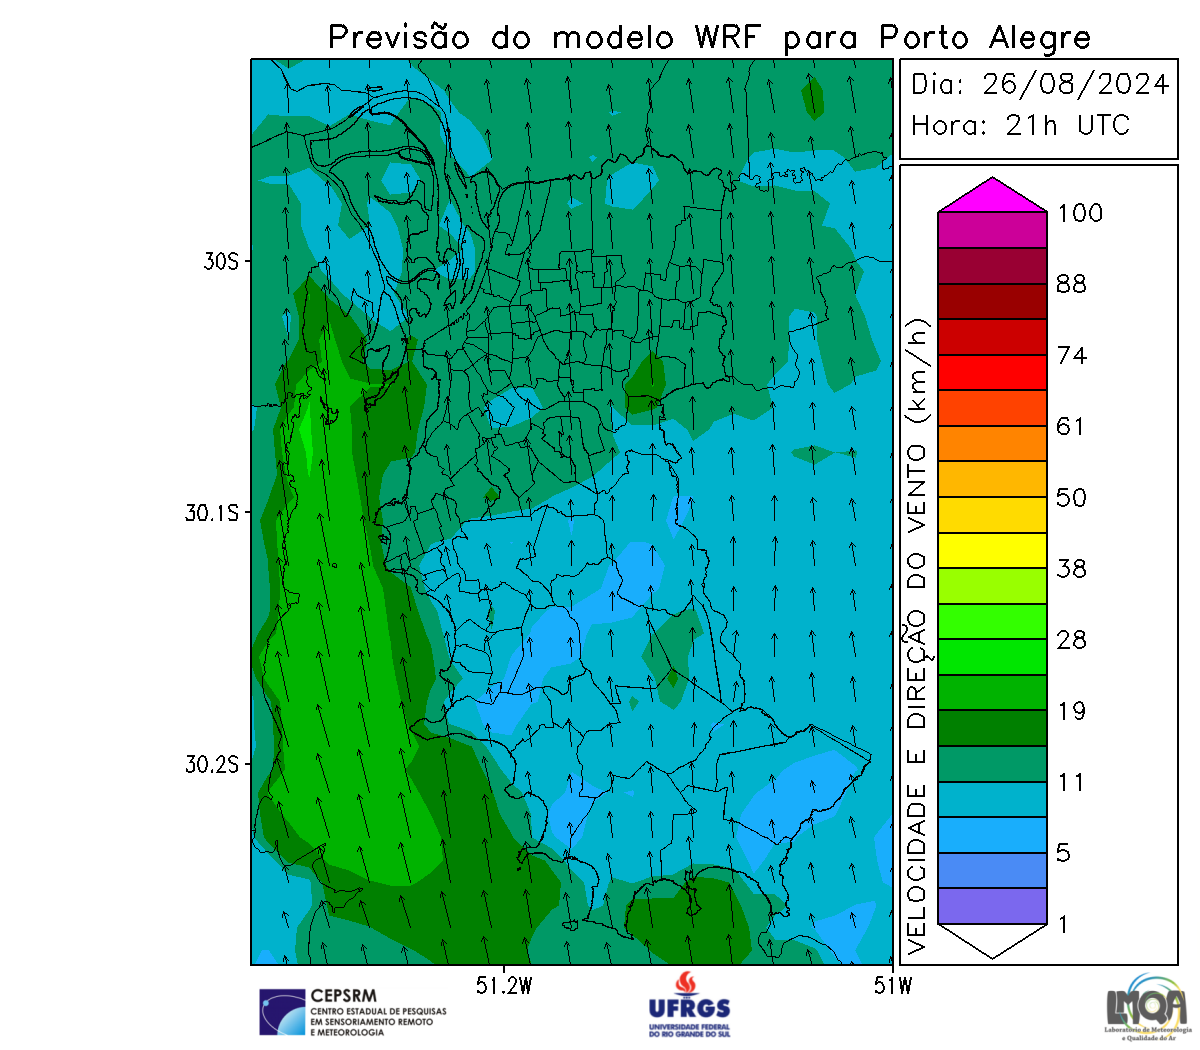 Previsão do modelo WRF para Porto Alegre
Dia: 26/08/2024
Hora: 21h UTC
30S
30.1S
30.2S
51.2W
51W
VELOCIDADE E DIREÇÃO DO VENTO (km/h)
100
88
74
61
50
38
28
19
11
5
1
CEPSRM
CENTRO ESTADUAL DE PESQUISAS
EM SENSORIAMENTO REMOTO
E METEOROLOGIA
UFRGS
UNIVERSIDADE FEDERAL
DO RIO GRANDE DO SUL
LMQA
Laboratório de Meteorologia
e Qualidade do Ar